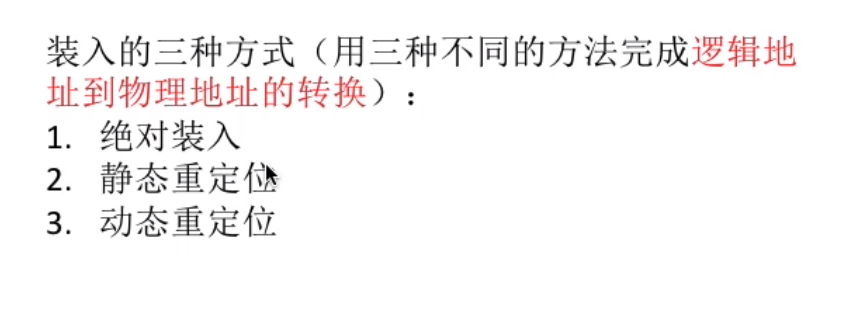 装入的三种方式（用三种不同的方法完成逻辑地
址到物理地址的转换）：
1. 绝对装入
2. 静态重定位
3. 动态重定位